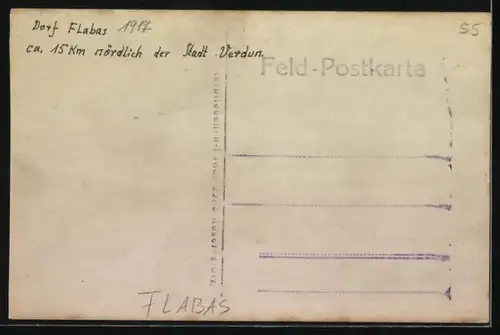 Dorf Flabas 1917
55
ca. 15 Km nördlich der Stadt Verdun.
Feld-Postkarte
FLABAS